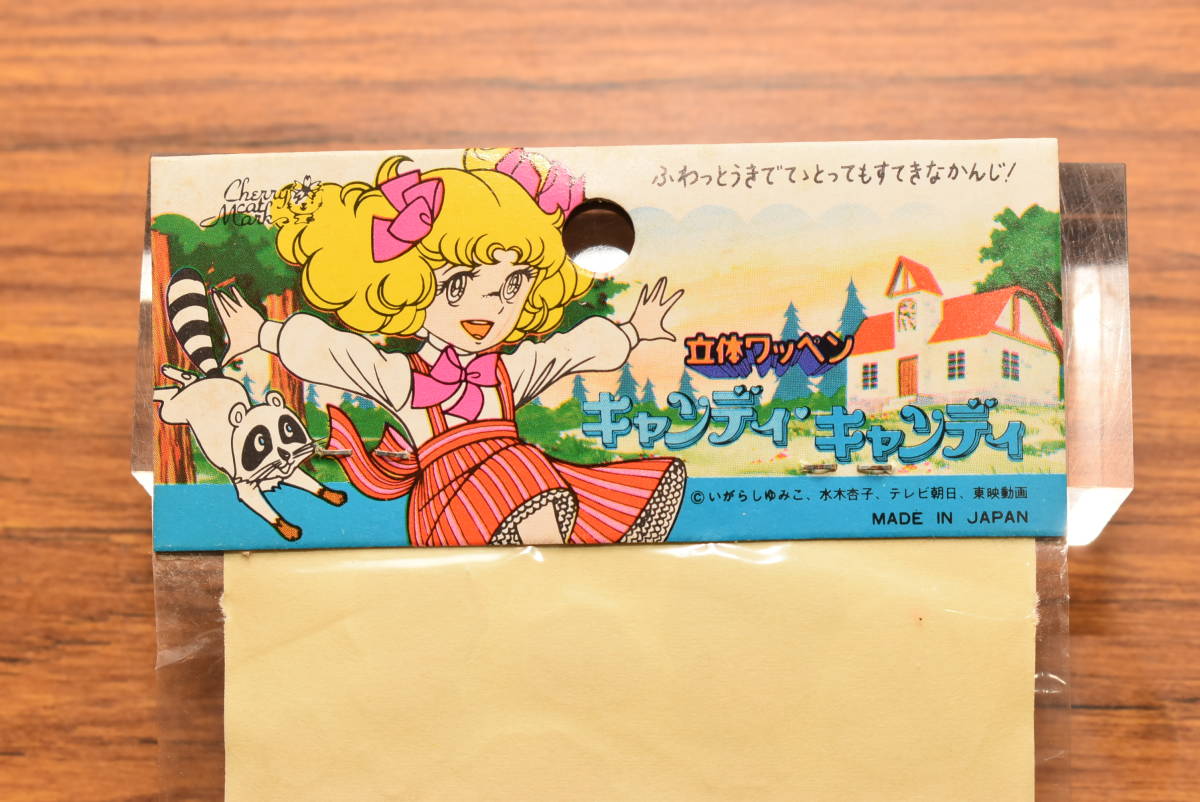 Cherry
cat
Mark
ふわっとうきでてゝとってもすてきなかんじ!
立体ワッペン
キャンディ・キャンディ
©いがらしゆみこ、水木杏子、テレビ朝日、東映動画
MADE IN JAPAN